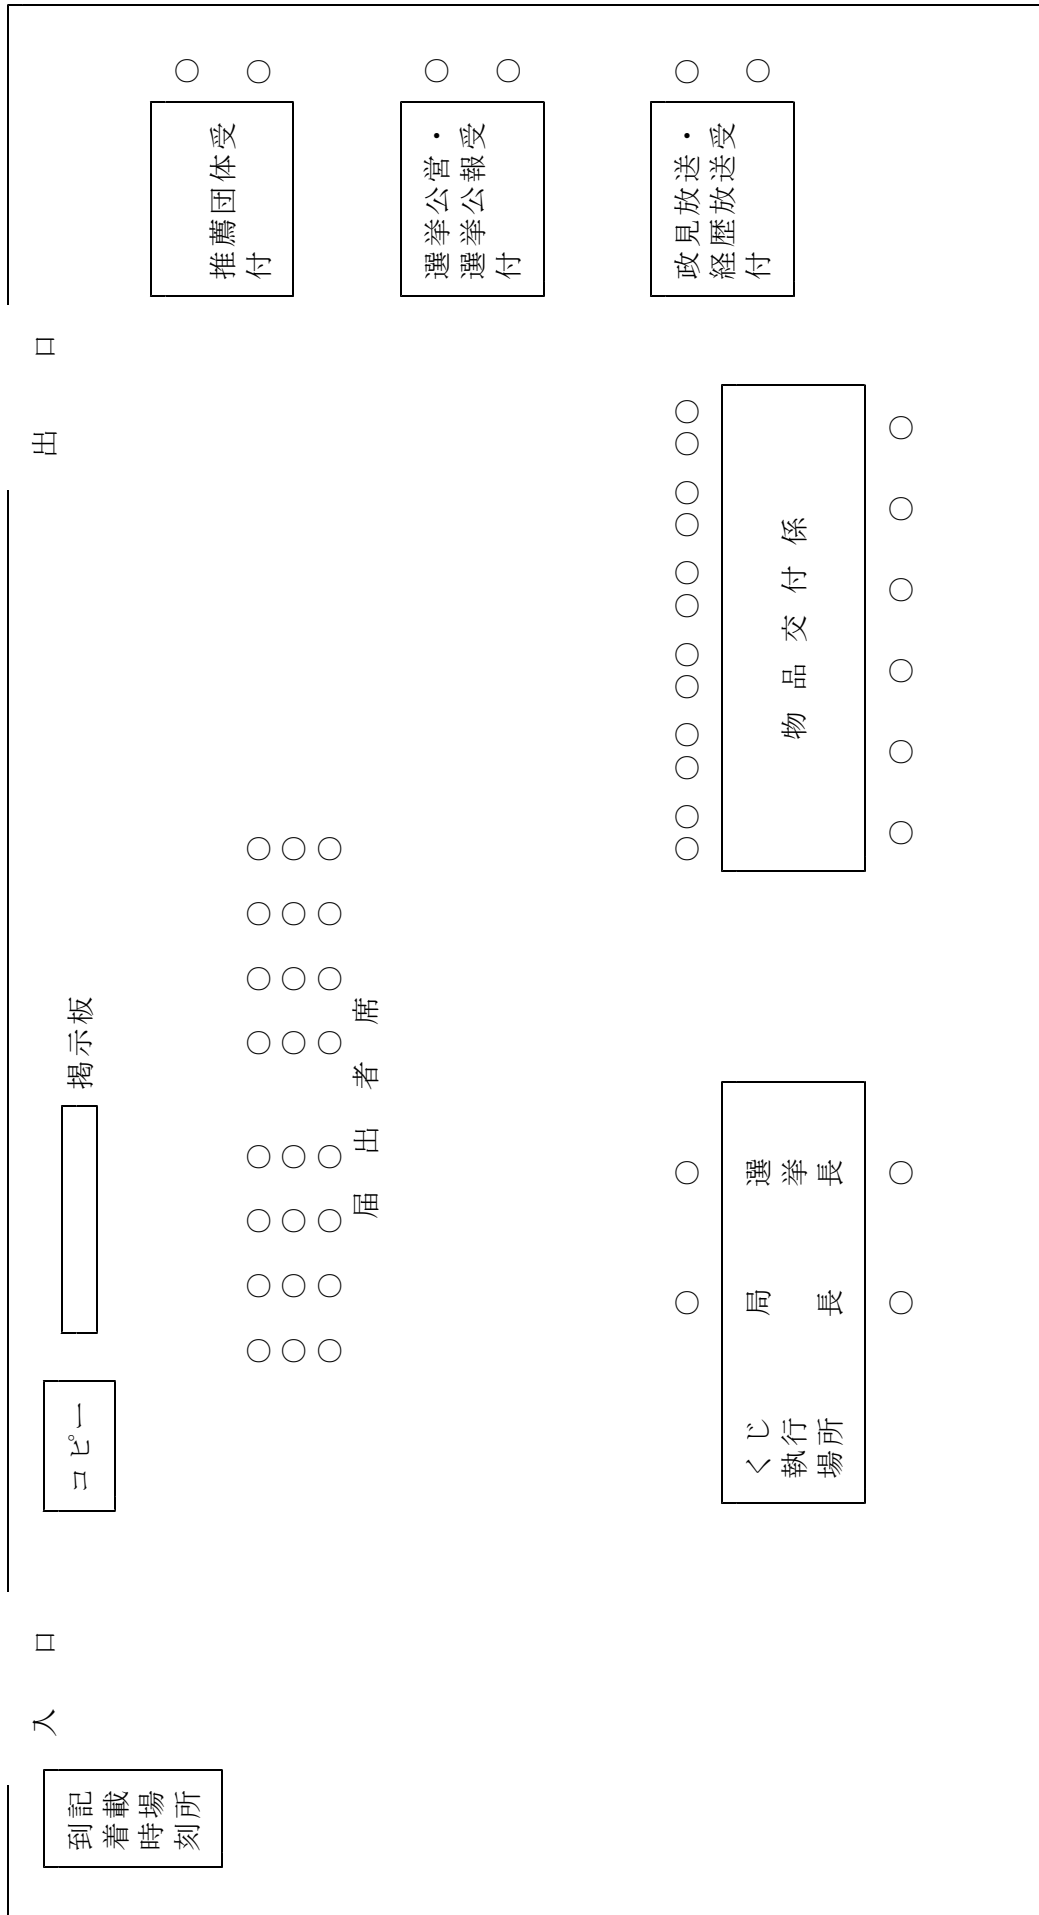 入口
出口
到着時刻
記載場所
コピー
掲示板
届出者席
推薦団体受
付
選挙公営・
選挙公報受
付
政見放送・
経歴放送受
付
くじ
執行
場所
局長
選挙長
物品交付係